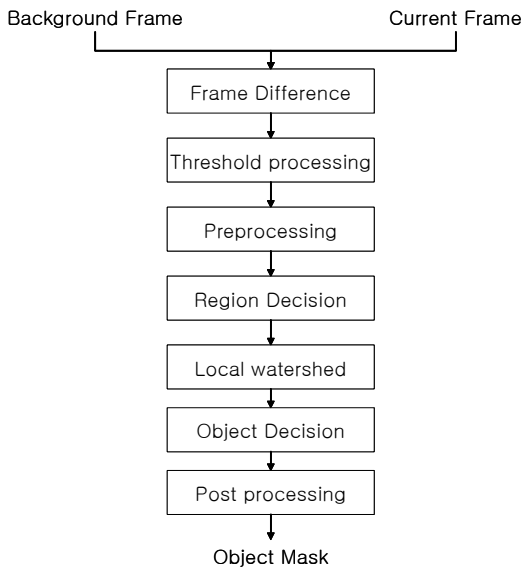 Background Frame
Current Frame
Frame Difference
Threshold processing
Preprocessing
Region Decision
Local watershed
Object Decision
Post processing
Object Mask